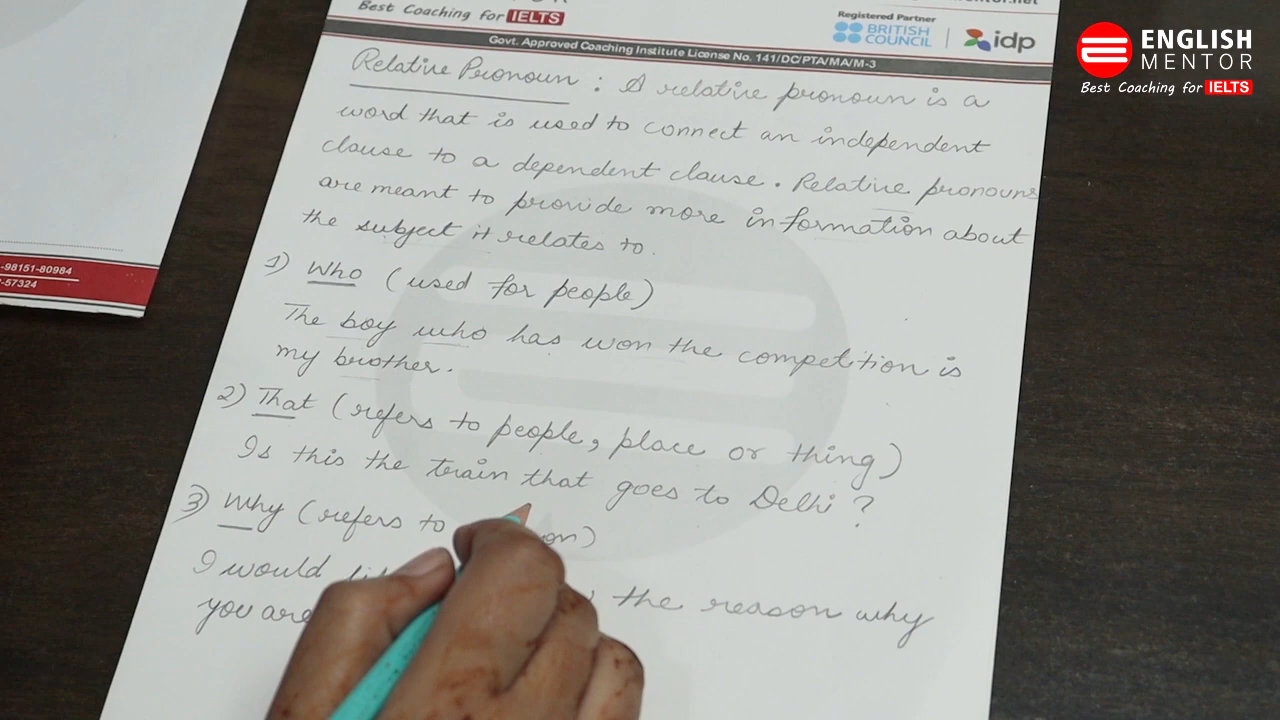 Best Coaching for IELTS
Registered Partner
BRITISH COUNCIL
idp
Govt. Approved Coaching Institute License No. 141/DC/PTA/MA/M-3
ENGLISH
MENTOR
Best Coaching for IELTS
Relative Pronoun : A relative pronoun is a
word that is used to connect an independent
clause to a dependent clause. Relative pronouns
are meant to provide more information about
the subject it relates to.
1) Who (used for people)
The boy who has won the competition is
my brother.
2) That (refers to people, place or thing)
Is this the train that goes to Delhi ?
3) Why (refers to
I would
the reason why
you are
-98151-80984
-57324